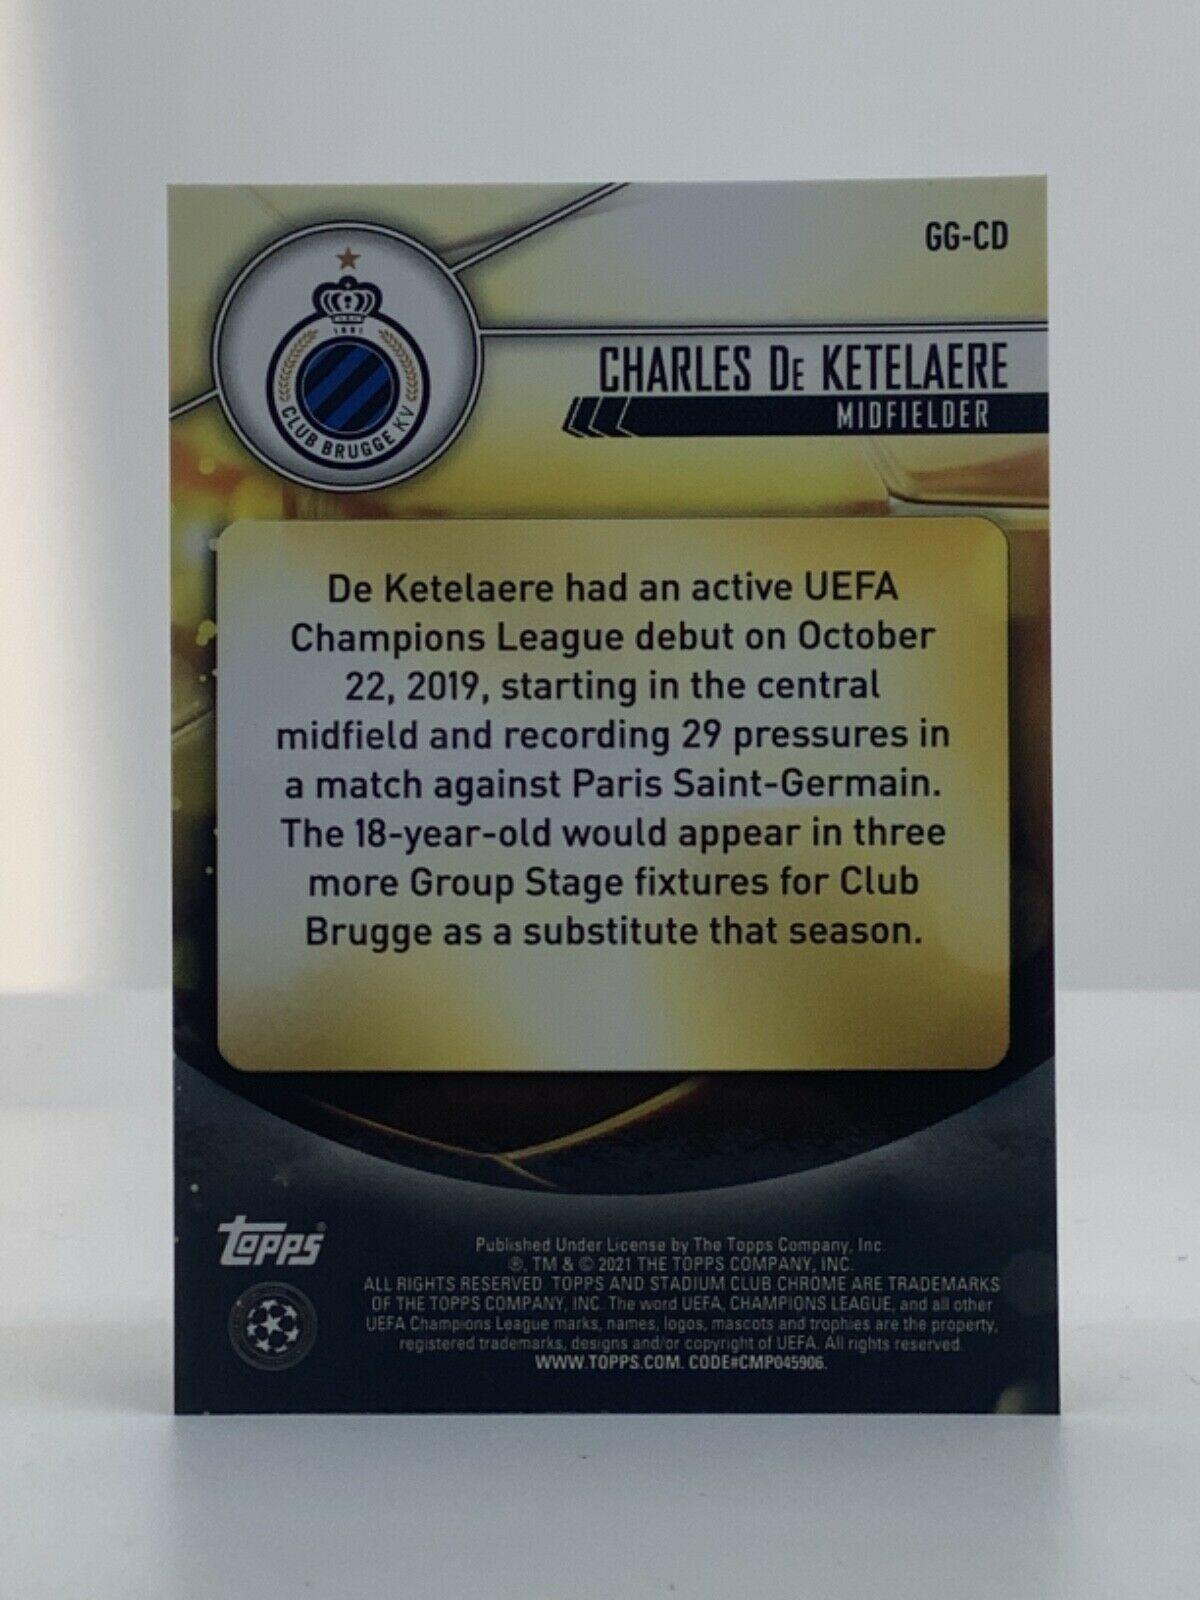 GG-CD
1891
CLUB BRUGGE KV
CHARLES DE KETELAERE
MIDFIELDER
De Ketelaere had an active UEFA
Champions League debut on October
22, 2019, starting in the central
midfield and recording 29 pressures in
a match against Paris Saint-Germain.
The 18-year-old would appear in three
more Group Stage fixtures for Club
Brugge as a substitute that season.
topps®
Published Under License by The Topps Company, Inc.
®, TM & © 2021 THE TOPPS COMPANY, INC.
ALL RIGHTS RESERVED. TOPPS AND STADIUM CLUB CHROME ARE TRADEMARKS
OF THE TOPPS COMPANY, INC. The word UEFA, CHAMPIONS LEAGUE, and all other
UEFA Champions League marks, names, logos, mascots and trophies are the property,
registered trademarks, designs and/or copyright of UEFA. All rights reserved.
WWW.TOPPS.COM. CODE#CMP045906.